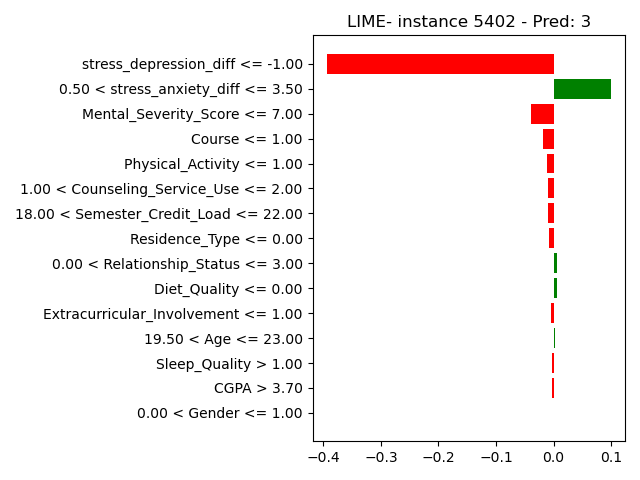 LIME- instance 5402 - Pred: 3
stress_depression_diff <= -1.00
0.50 < stress_anxiety_diff <= 3.50
Mental_Severity_Score <= 7.00
Course <= 1.00
Physical_Activity <= 1.00
1.00 < Counseling_Service_Use <= 2.00
18.00 < Semester_Credit_Load <= 22.00
Residence_Type <= 0.00
0.00 < Relationship_Status <= 3.00
Diet_Quality <= 0.00
Extracurricular_Involvement <= 1.00
19.50 < Age <= 23.00
Sleep_Quality > 1.00
CGPA > 3.70
0.00 < Gender <= 1.00
−0.4 −0.3 −0.2 −0.1 0.0 0.1